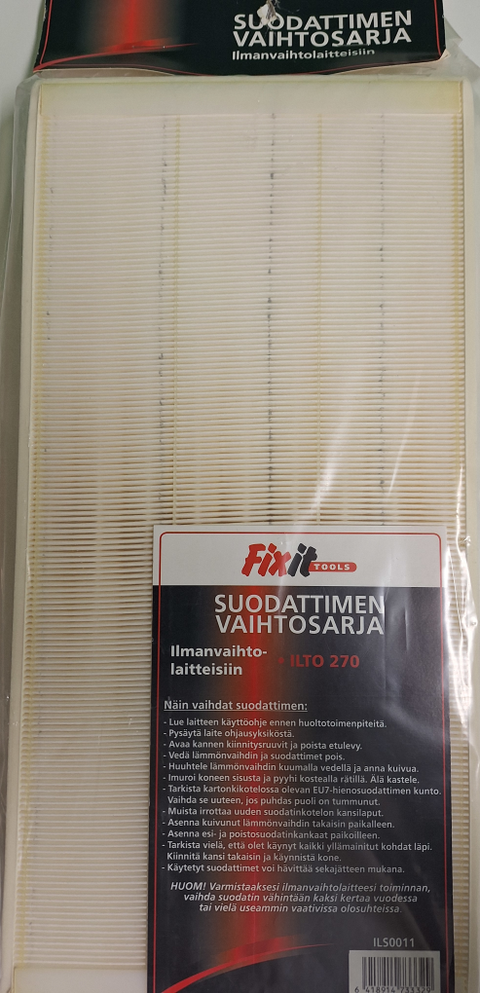 SUODATTIMEN
VAIHTOSARJA
Ilmanvaihtolaitteisiin
Fixit TOOLS
SUODATTIMEN
VAIHTOSARJA
Ilmanvaihto-
laitteisiin
• ILTO 270
Näin vaihdat suodattimen:
- Lue laitteen käyttöohje ennen huoltotoimenpiteitä.
- Pysäytä laite ohjausyksiköstä.
- Avaa kannen kiinnitysruuvit ja poista etulevy.
- Vedä lämmönvaihdin ja suodattimet pois.
- Huuhtele lämmönvaihdin kuumalla vedellä ja anna kuivua.
- Imuroi koneen sisusta ja pyyhi kostealla rätillä. Älä kastele.
- Tarkista kartonkikotelossa olevan EU7-hienosuodattimen kunto.
Vaihda se uuteen, jos puhdas puoli on tummunut.
- Muista irrottaa uuden suodatinkotelon kansilaput.
- Asenna kuivunut lämmönvaihdin takaisin paikalleen.
- Asenna esi- ja poistosuodatinkankaat paikoilleen.
- Tarkista vielä, että olet käynyt kaikki yllämainitut kohdat läpi.
Kiinnitä kansi takaisin ja käynnistä kone.
- Käytetyt suodattimet voi hävittää sekajätteen mukana.
HUOM! Varmistaaksesi ilmanvaihtolaitteesi toiminnan,
vaihda suodatin vähintään kaksi kertaa vuodessa
tai vielä useammin vaativissa olosuhteissa.
ILS0011